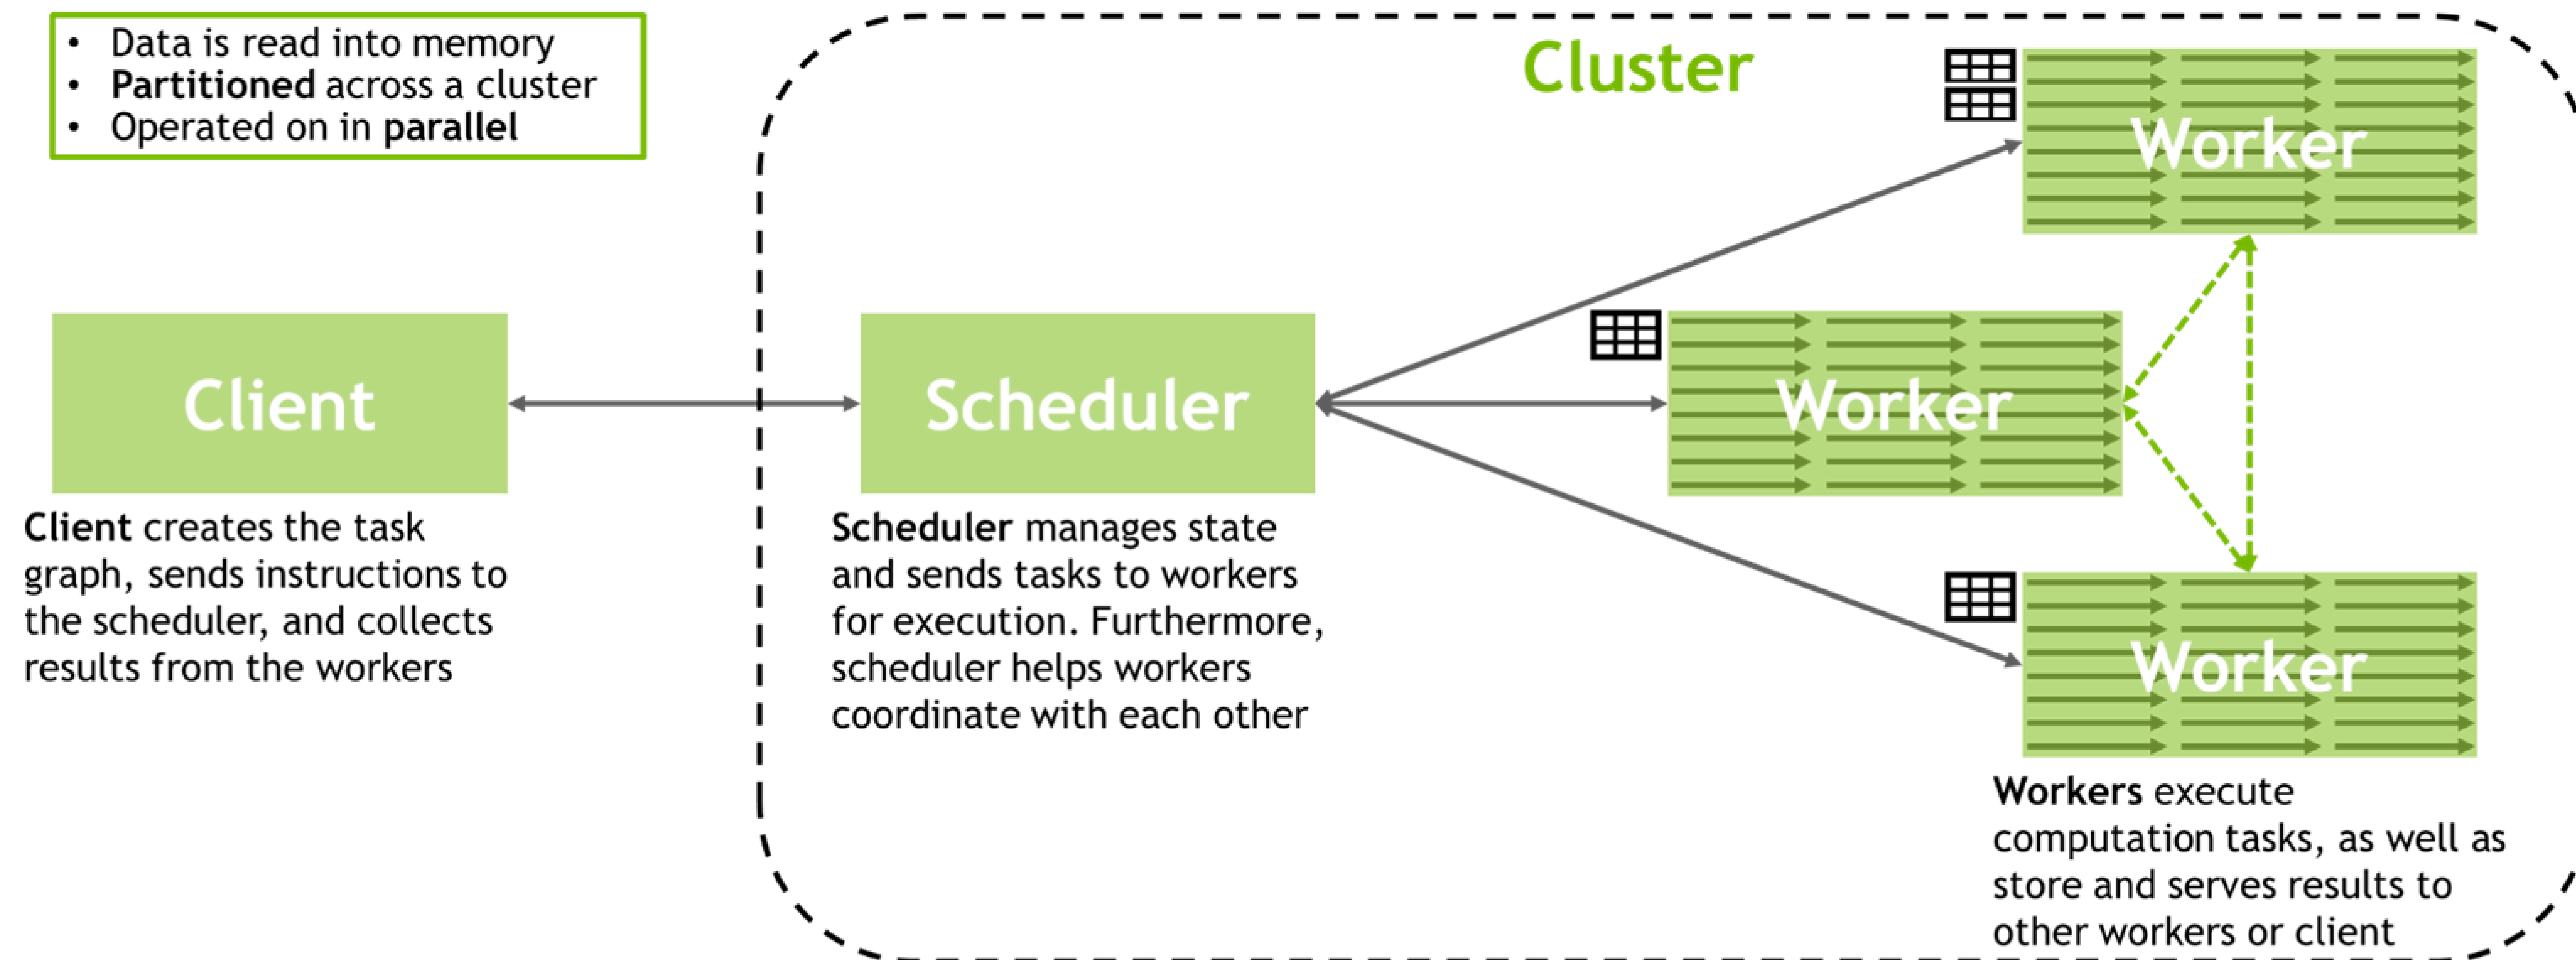 • Data is read into memory
• Partitioned across a cluster
• Operated on in parallel
Cluster
Worker
Client
Scheduler
Worker
Worker
Client creates the task
graph, sends instructions to
the scheduler, and collects
results from the workers
Scheduler manages state
and sends tasks to workers
for execution. Furthermore,
scheduler helps workers
coordinate with each other
Workers execute
computation tasks, as well as
store and serves results to
other workers or client